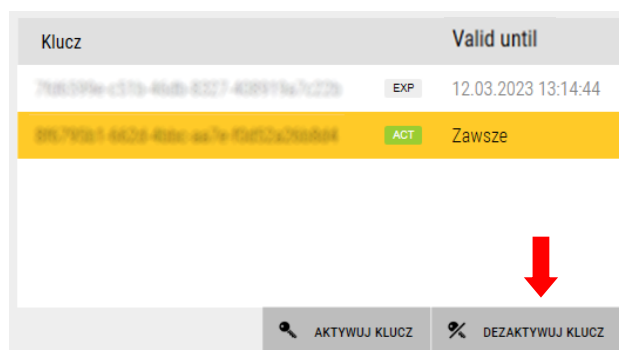 Klucz Valid until
EXP 12.03.2023 13:14:44
ACT Zawsze
AKTYWUJ KLUCZ DEZAKTYWUJ KLUCZ